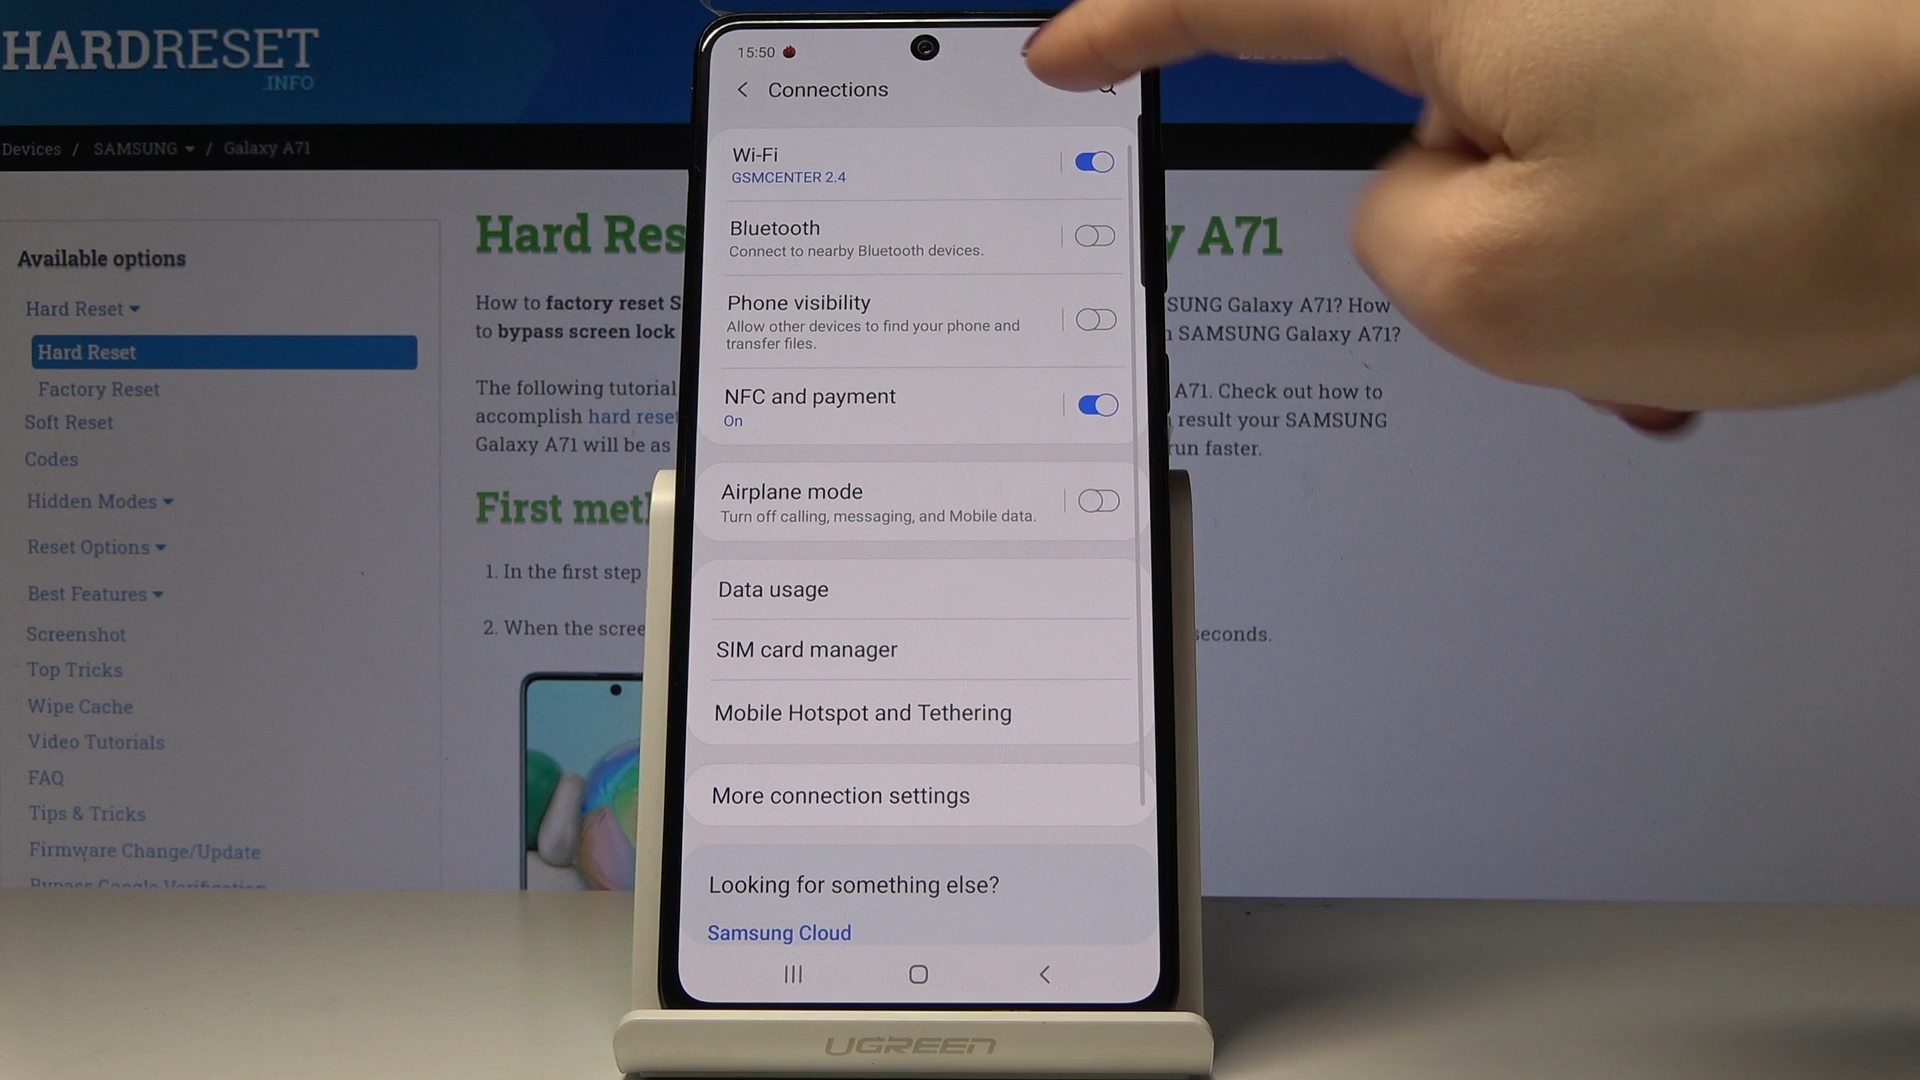 HARDRESET
.INFO
Devices / SAMSUNG / Galaxy A71
Available options
Hard Reset
Hard Reset
Factory Reset
Soft Reset
Codes
Hidden Modes
Reset Options
Best Features
Screenshot
Top Tricks
Wipe Cache
Video Tutorials
FAQ
Tips & Tricks
Firmware Change/Update
Bypass Google Verification
Hard Res
y A71
How to factory reset S
SUNG Galaxy A71? How
to bypass screen lock
SAMSUNG Galaxy A71?
The following tutorial
A71. Check out how to
accomplish hard rese
result your SAMSUNG
Galaxy A71 will be as
run faster.
First met
1. In the first step
2. When the scree
seconds.
15:50
Connections
Wi-Fi
GSMCENTER 2.4
Bluetooth
Connect to nearby Bluetooth devices.
Phone visibility
Allow other devices to find your phone and
transfer files.
NFC and payment
On
Airplane mode
Turn off calling, messaging, and Mobile data.
Data usage
SIM card manager
Mobile Hotspot and Tethering
More connection settings
Looking for something else?
Samsung Cloud
UGREEN